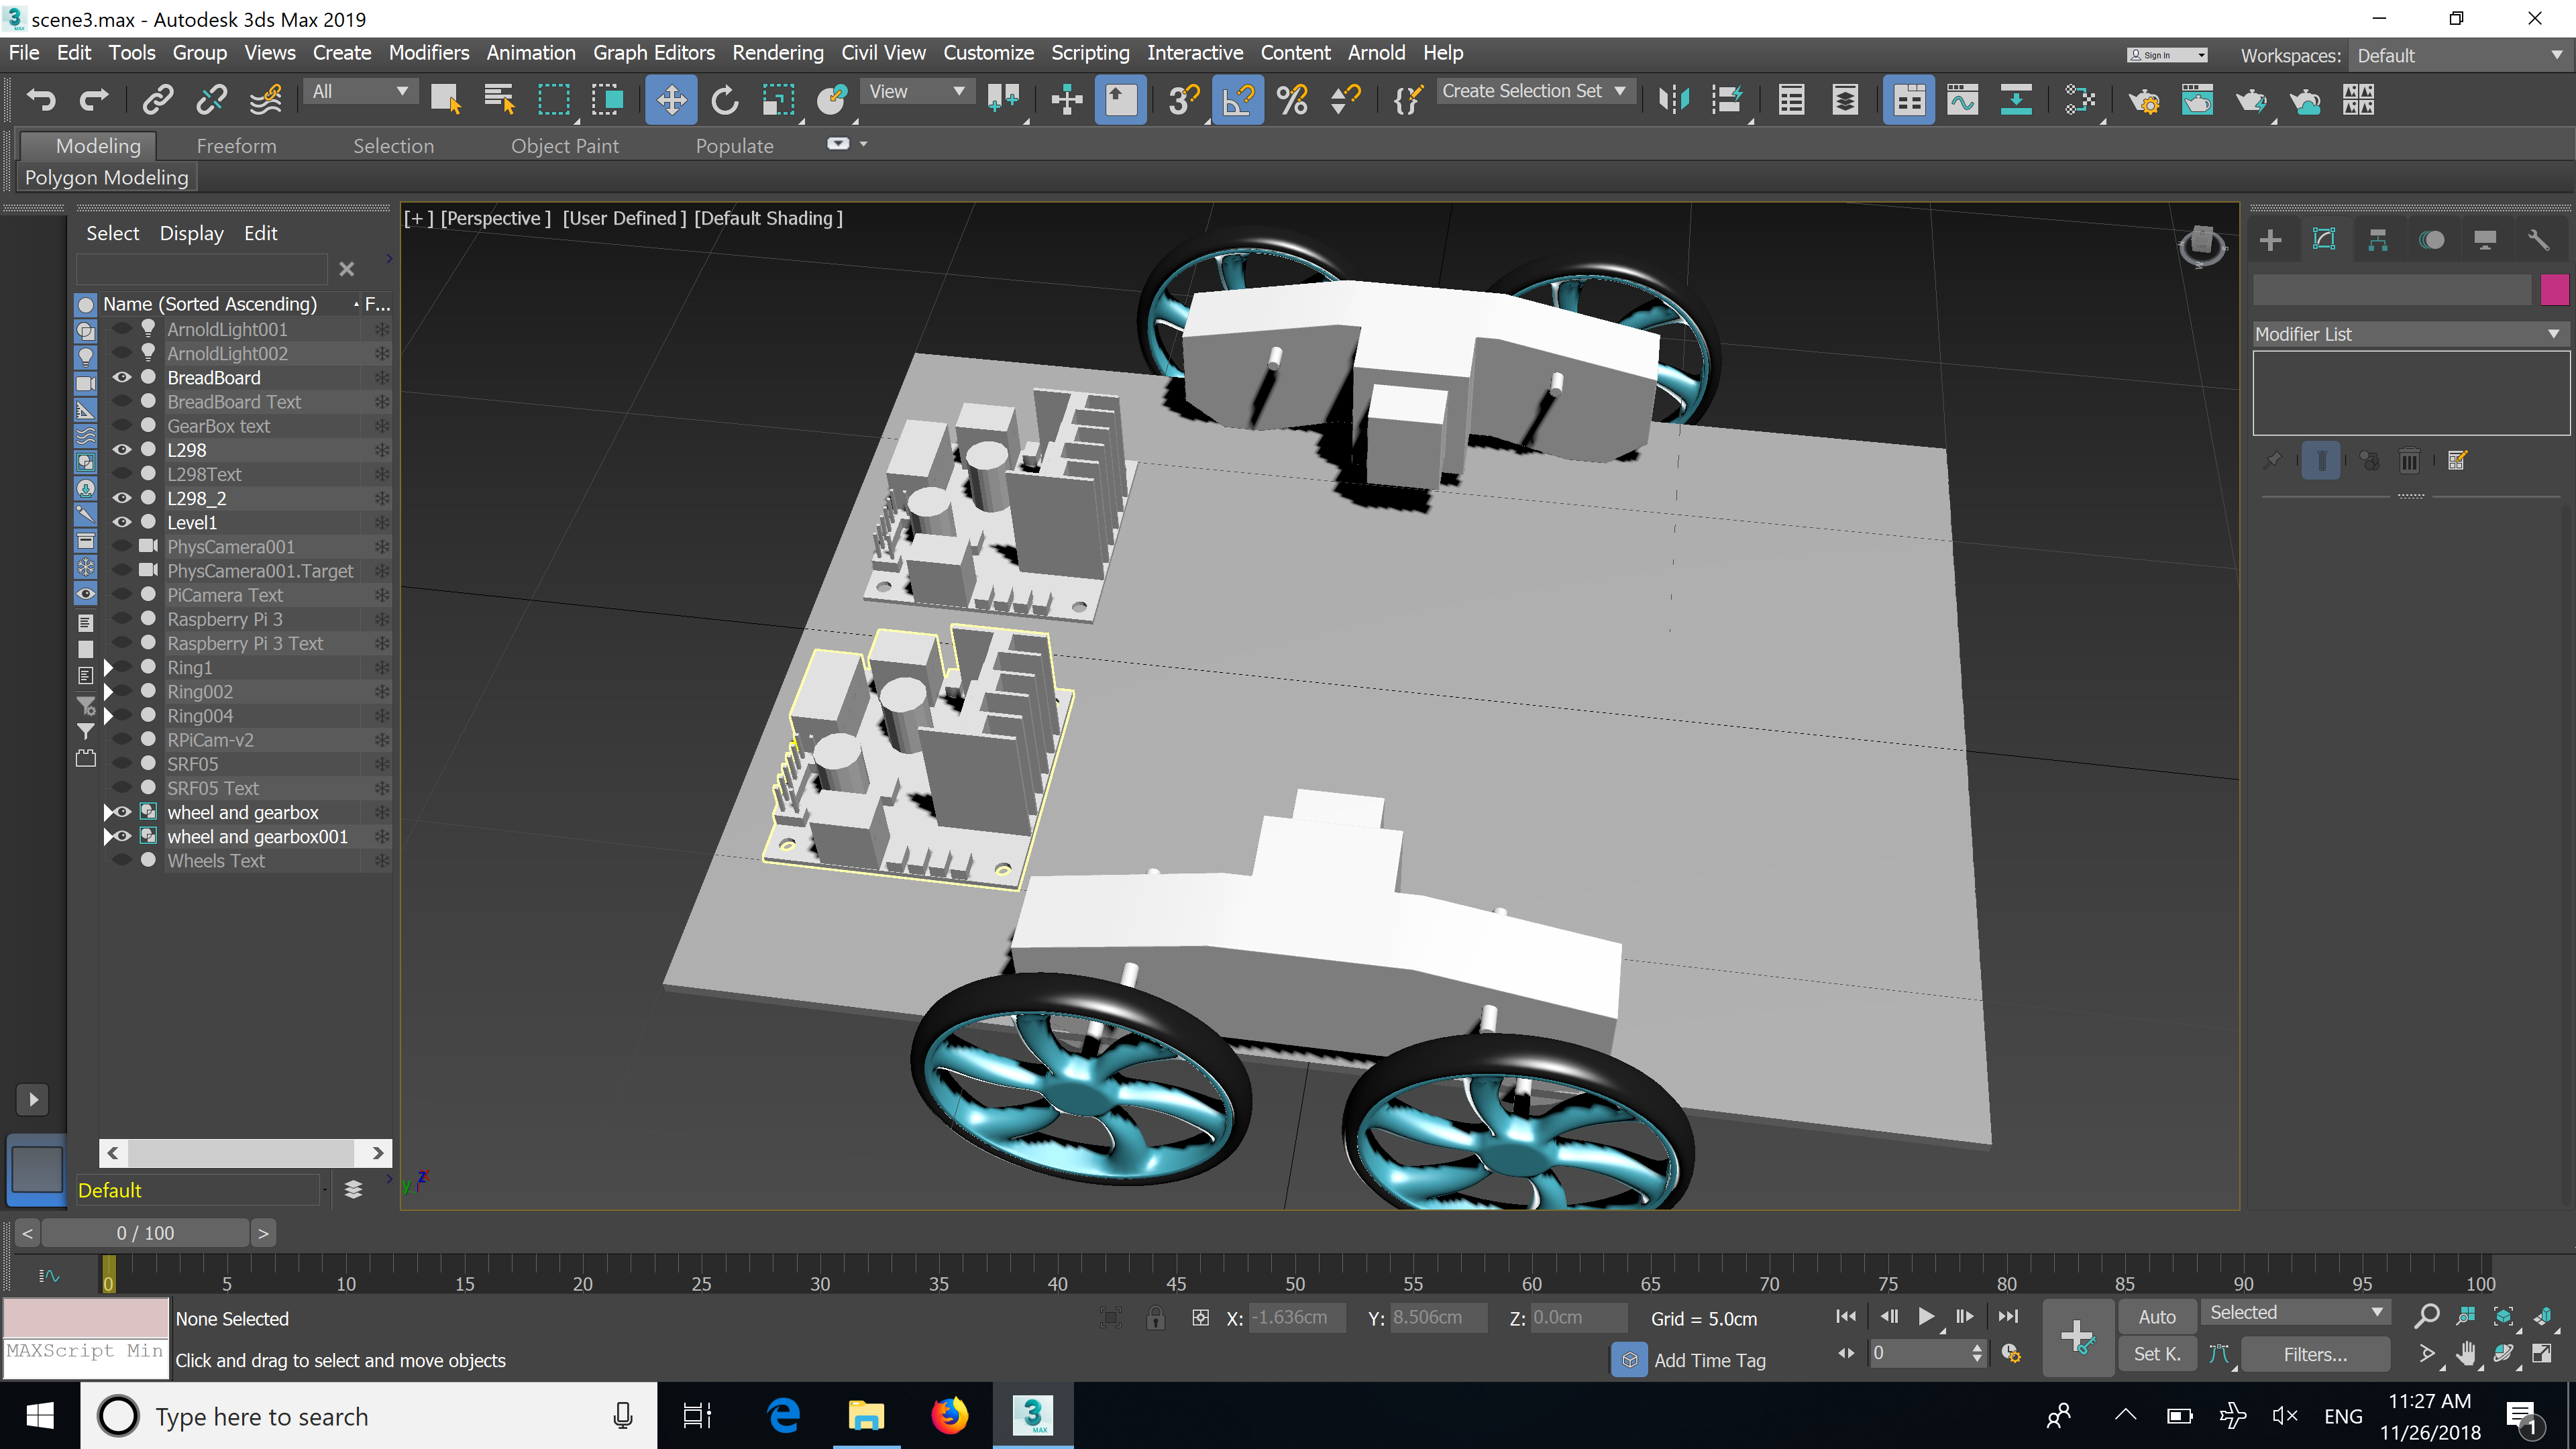 scene3.max - Autodesk 3ds Max 2019
File Edit Tools Group Views Create Modifiers Animation Graph Editors Rendering Civil View Customize Scripting Interactive Content Arnold Help Sign In Workspaces: Default
All View Create Selection Set
Modeling Freeform Selection Object Paint Populate
Polygon Modeling
Select Display Edit
[+] [Perspective] [User Defined] [Default Shading]
Name (Sorted Ascending) F...
ArnoldLight001
ArnoldLight002
BreadBoard
BreadBoard Text
GearBox text
L298
L298Text
L298_2
Level1
PhysCamera001
PhysCamera001.Target
PiCamera Text
Raspberry Pi 3
Raspberry Pi 3 Text
Ring1
Ring002
Ring004
RPiCam-v2
SRF05
SRF05 Text
wheel and gearbox
wheel and gearbox001
Wheels Text
Modifier List
Default
z x
y
0 / 100
0 5 10 15 20 25 30 35 40 45 50 55 60 65 70 75 80 85 90 95 100
None Selected X: -1.636cm Y: 8.506cm Z: 0.0cm Grid = 5.0cm Auto Selected
MAXScript Min Click and drag to select and move objects Add Time Tag 0 Set K. Filters...
Type here to search
ENG 11:27 AM
11/26/2018 1